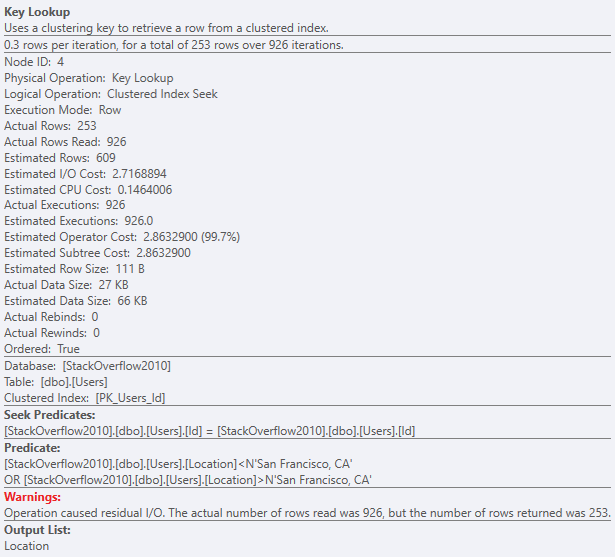 Key Lookup
Uses a clustering key to retrieve a row from a clustered index.
0.3 rows per iteration, for a total of 253 rows over 926 iterations.
Node ID: 4
Physical Operation: Key Lookup
Logical Operation: Clustered Index Seek
Execution Mode: Row
Actual Rows: 253
Actual Rows Read: 926
Estimated Rows: 609
Estimated I/O Cost: 2.7168894
Estimated CPU Cost: 0.1464006
Actual Executions: 926
Estimated Executions: 926.0
Estimated Operator Cost: 2.8632900 (99.7%)
Estimated Subtree Cost: 2.8632900
Estimated Row Size: 111 B
Actual Data Size: 27 KB
Estimated Data Size: 66 KB
Actual Rebinds: 0
Actual Rewinds: 0
Ordered: True
Database: [StackOverflow2010]
Table: [dbo].[Users]
Clustered Index: [PK_Users_Id]
Seek Predicates:
[StackOverflow2010].[dbo].[Users].[Id] = [StackOverflow2010].[dbo].[Users].[Id]
Predicate:
[StackOverflow2010].[dbo].[Users].[Location]<N'San Francisco, CA'
OR [StackOverflow2010].[dbo].[Users].[Location]>N'San Francisco, CA'
Warnings:
Operation caused residual I/O. The actual number of rows read was 926, but the number of rows returned was 253.
Output List:
Location